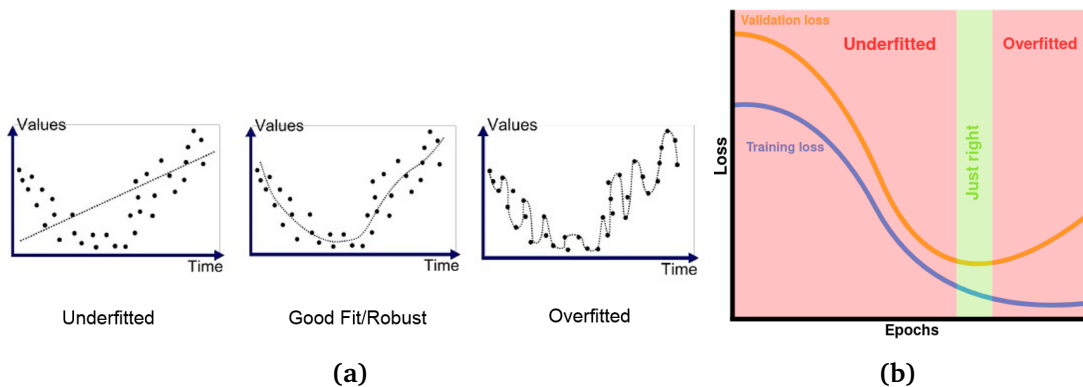 Values
Time
Underfitted
Values
Time
Good Fit/Robust
Values
Time
Overfitted
(a)
Validation loss
Underfitted
Overfitted
Training loss
Just right
Loss
Epochs
(b)